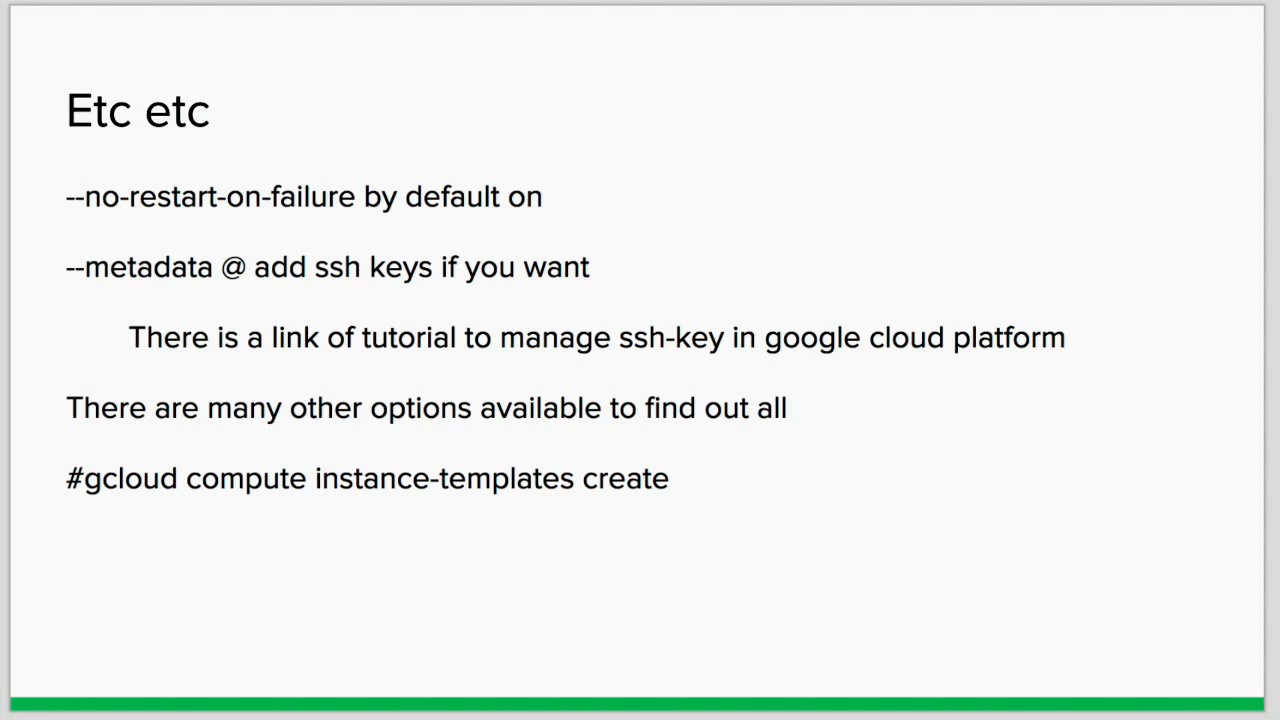 Etc etc
--no-restart-on-failure by default on
--metadata @ add ssh keys if you want
There is a link of tutorial to manage ssh-key in google cloud platform
There are many other options available to find out all
#gcloud compute instance-templates create